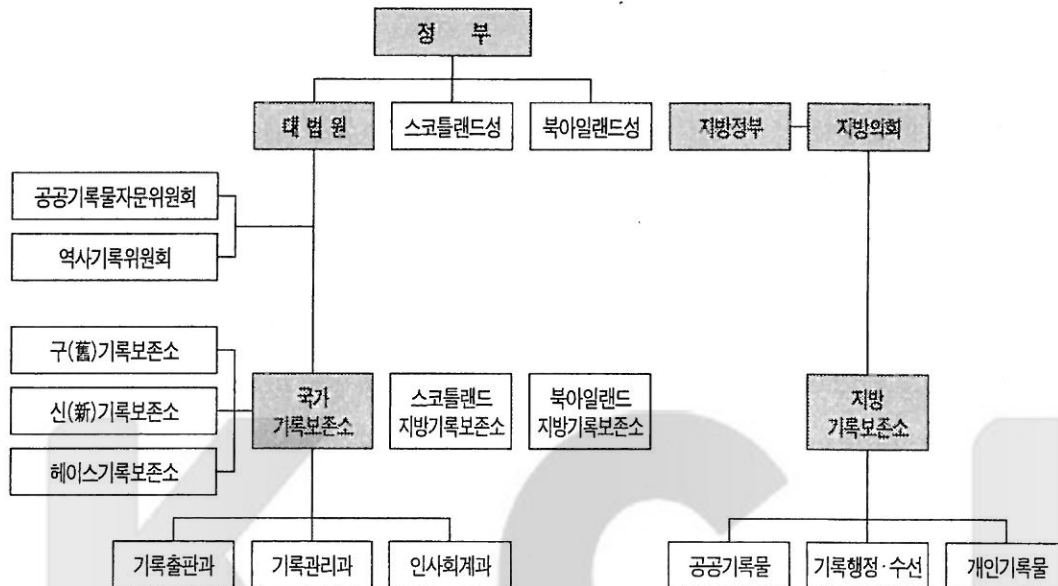 정 부
대 법 원
스코틀랜드성
북아일랜드성
지방정부
지방의회
공공기록물자문위원회
역사기록위원회
구(舊)기록보존소
신(新)기록보존소
헤이스기록보존소
국가
기록보존소
스코틀랜드
지방기록보존소
북아일랜드
지방기록보존소
지방
기록보존소
기록출판과
기록관리과
인사회계과
공공기록물
기록행정·수선
개인기록물